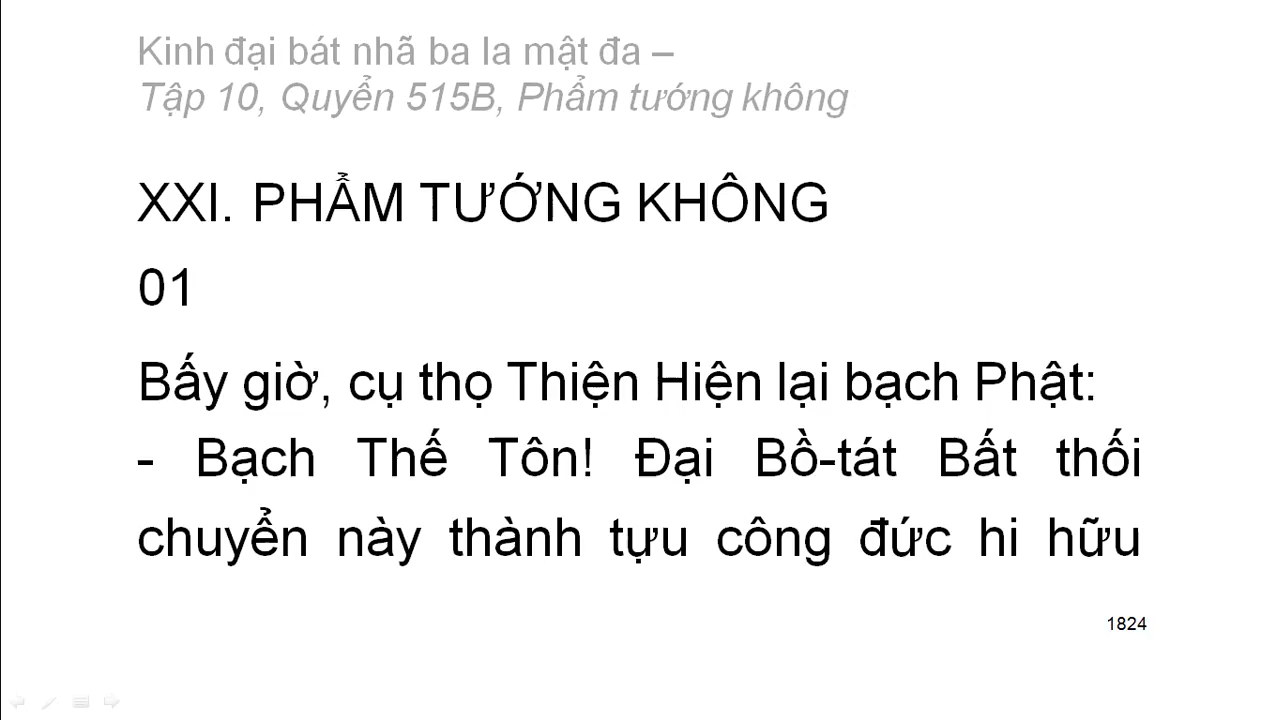 Kinh đại bát nhã ba la mật đa –
Tập 10, Quyển 515B, Phẩm tướng không
XXI. PHẨM TƯỚNG KHÔNG
01
Bấy giờ, cụ thọ Thiện Hiện lại bạch Phật:
- Bạch Thế Tôn! Đại Bồ-tát Bất thối
chuyển này thành tựu công đức hi hữu
1824